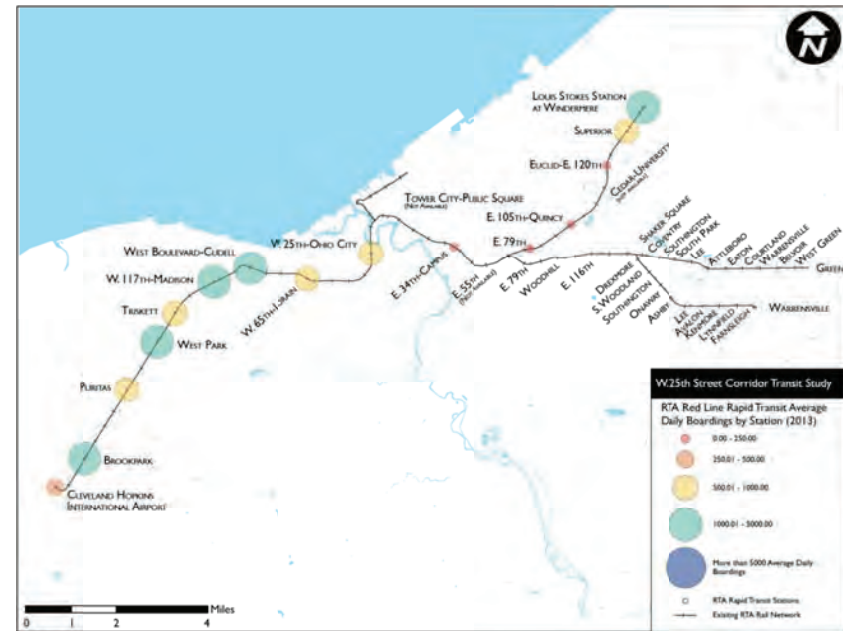 N
LOUIS STOKES STATION
AT WINDERMERE
SUPERIOR
EUCLID-E. 120TH
CEDAR-UNIVERSITY
(NOT AVAILABLE)
TOWER CITY-PUBLIC SQUARE
(NOT AVAILABLE)
E. 105TH-QUINCY
E. 79TH
W. 25TH-OHIO CITY
WEST BOULEVARD-CUDELL
W. 117TH-MADISON
W. 65TH-LORAIN
TRISKETT
WEST PARK
PURITAS
BROOKPARK
CLEVELAND HOPKINS
INTERNATIONAL AIRPORT
E. 34TH-CAMPUS
E. 55TH
(NOT AVAILABLE)
E. 79TH
WOODHILL
E. 116TH
SHAKER SQUARE
COVENTRY
SOUTHINGTON
SOUTH PARK
LEE
ATTLEBORO
EATON
COURTLAND
WARRENSVILLE
BELVOIR
WEST GREEN
GREEN
DREXMORE
S. WOODLAND
SOUTHINGTON
ONAWAY
ASHBY
LEE
AVALON
KENMORE
LYNNFIELD
FARNSLEIGH
WARRENSVILLE
W.25th Street Corridor Transit Study
RTA Red Line Rapid Transit Average
Daily Boardings by Station (2013)
0.00 - 250.00
250.01 - 500.00
500.01 - 1000.00
1000.01 - 5000.00
More than 5000 Average Daily
Boardings
RTA Rapid Transit Stations
Existing RTA Rail Network
0 1 2 4 Miles